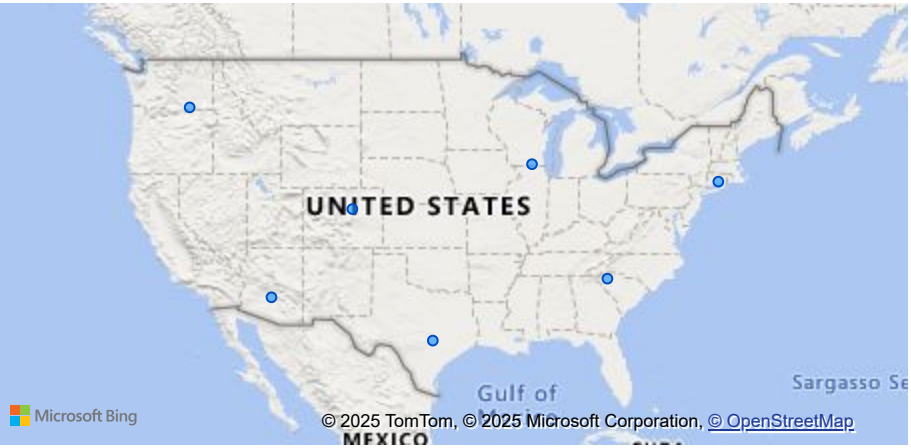 UNITED STATES
Sargasso Se
Gulf of
Microsoft Bing
© 2025 TomTom, © 2025 Microsoft Corporation, © OpenStreetMap
MEXICO